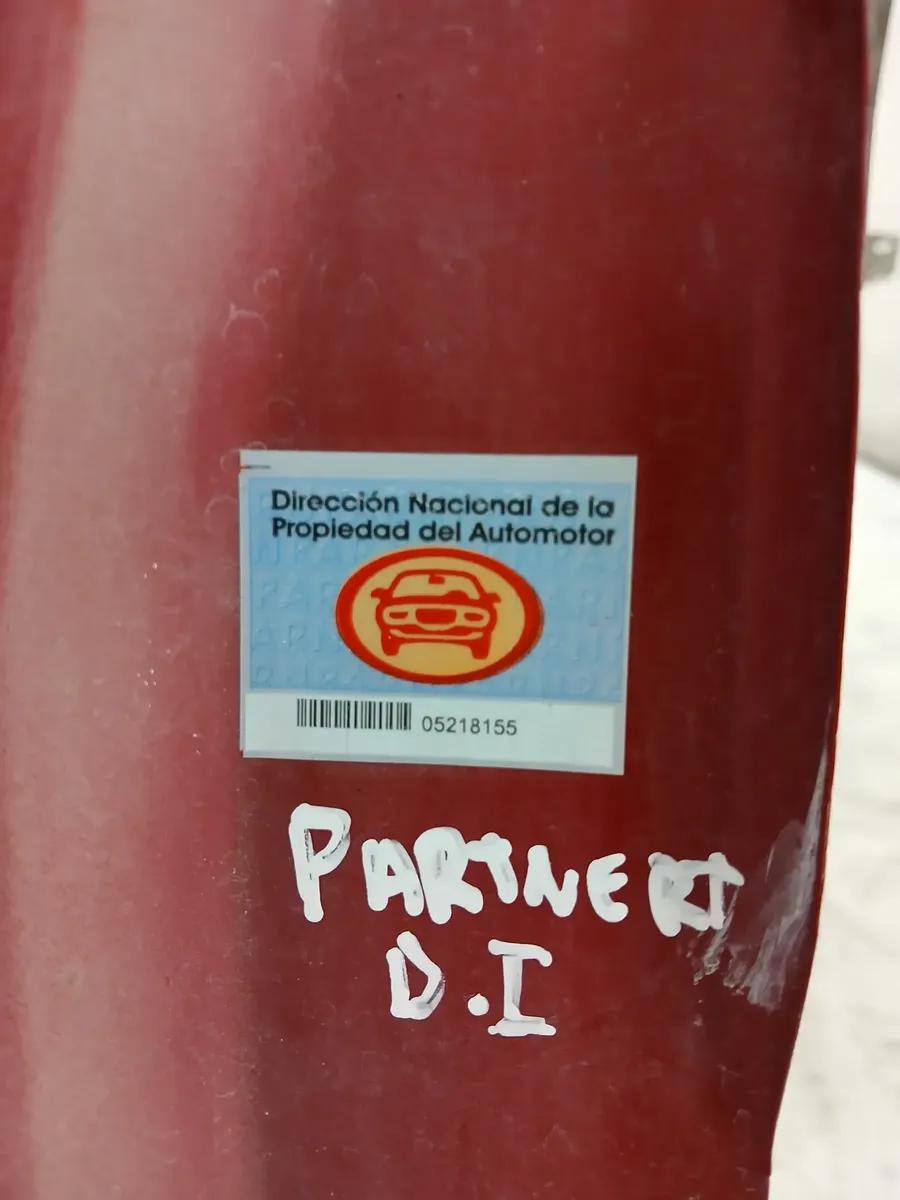 Dirección Nacional de la
Propiedad del Automotor
05218155
PARTNER
D.I